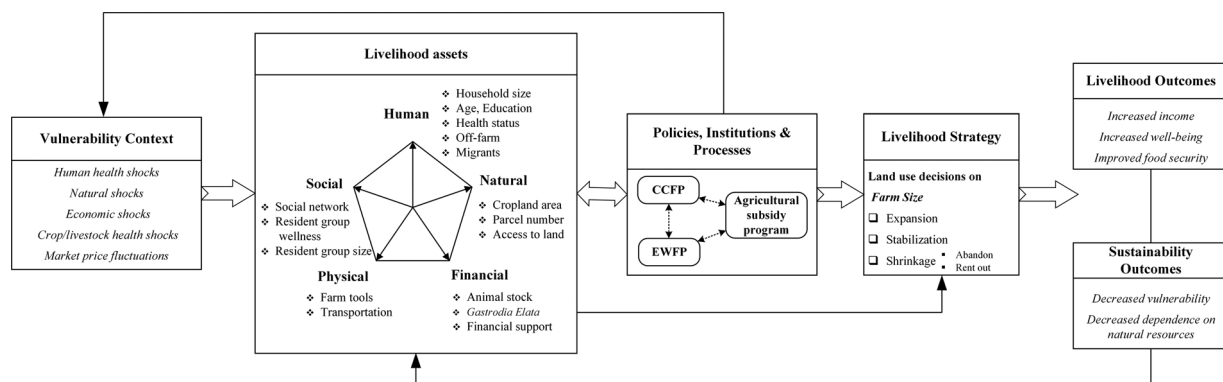 Vulnerability Context
Human health shocks
Natural shocks
Economic shocks
Crop/livestock health shocks
Market price fluctuations
Livelihood assets
Human
Household size
Age, Education
Health status
Off-farm
Migrants
Social
Social network
Resident group
wellness
Resident group size
Natural
Cropland area
Parcel number
Access to land
Physical
Farm tools
Transportation
Financial
Animal stock
Gastrodia Elata
Financial support
Policies, Institutions &
Processes
CCFP
EWFP
Agricultural
subsidy
program
Livelihood Strategy
Land use decisions on
Farm Size
Expansion
Stabilization
Shrinkage
Abandon
Rent out
Livelihood Outcomes
Increased income
Increased well-being
Improved food security
Sustainability
Outcomes
Decreased vulnerability
Decreased dependence on
natural resources